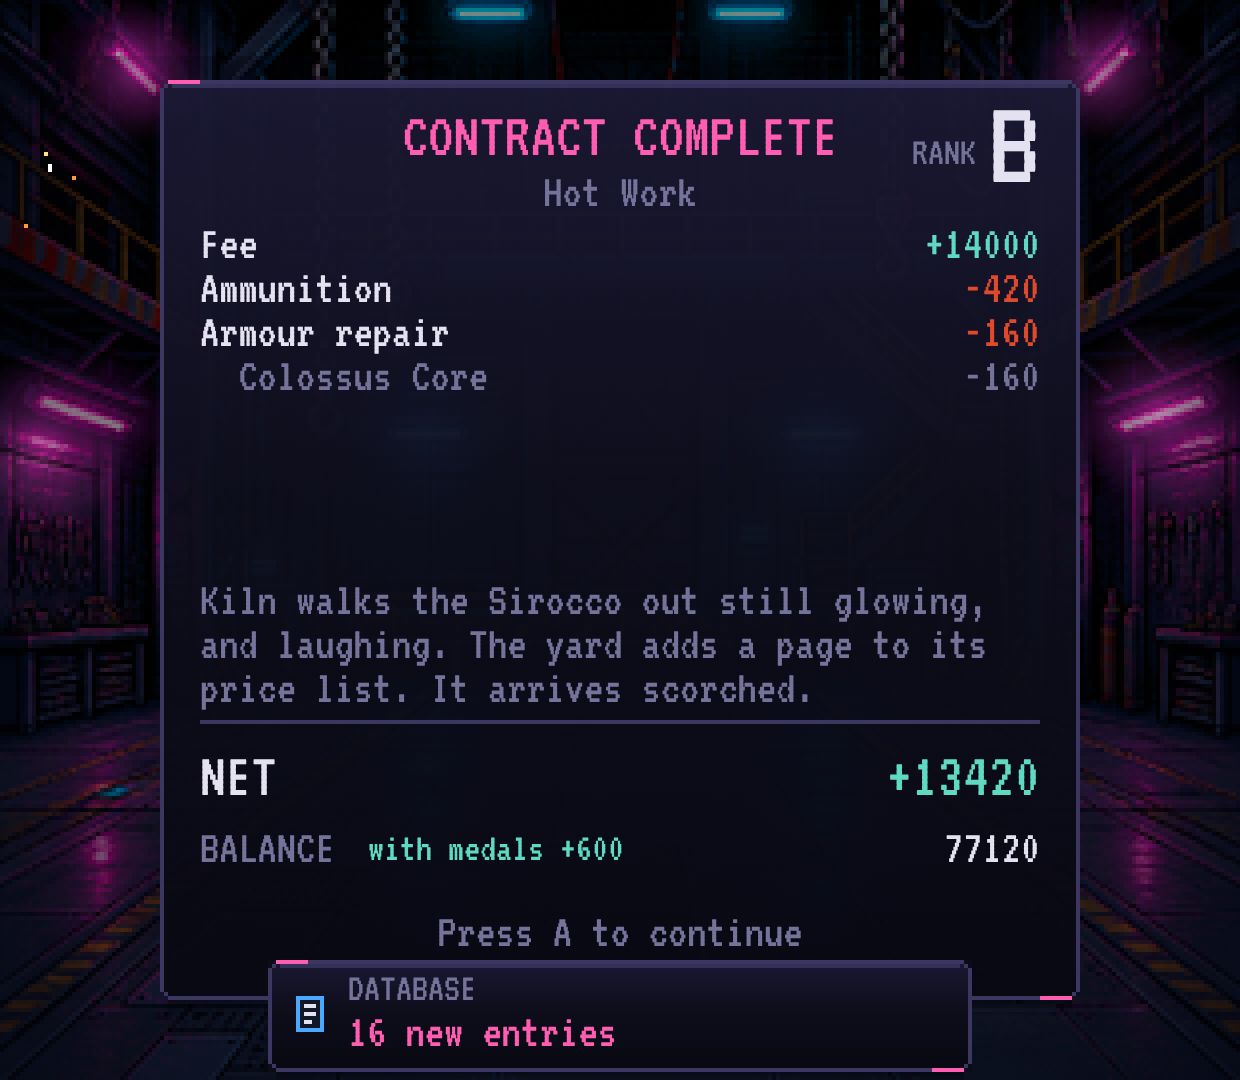 CONTRACT COMPLETE
RANK B
Hot Work
Fee +14000
Ammunition -420
Armour repair -160
Colossus Core -160
Kiln walks the Sirocco out still glowing,
and laughing. The yard adds a page to its
price list. It arrives scorched.
NET +13420
BALANCE with medals +600 77120
Press A to continue
DATABASE
16 new entries